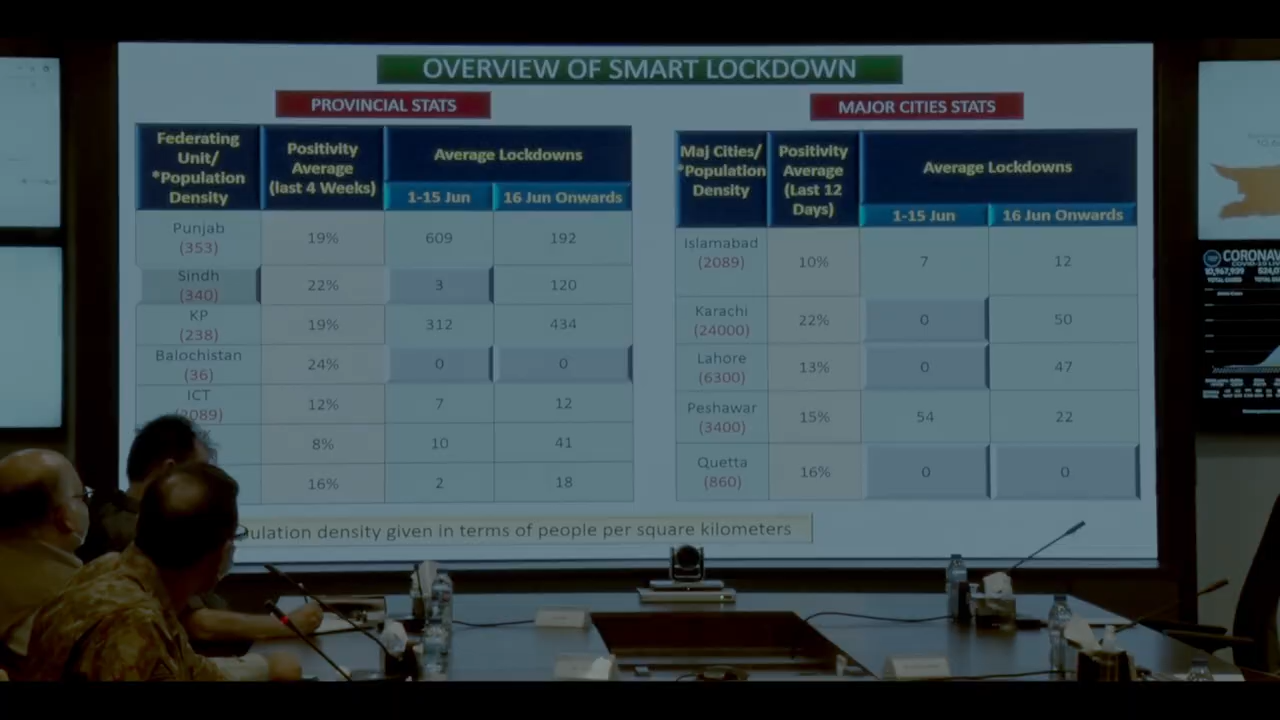 OVERVIEW OF SMART LOCKDOWN
PROVINCIAL STATS
Federating
Unit/
*Population
Density
Positivity
Average
(last 4 Weeks)
Average Lockdowns
1-15 Jun
16 Jun Onwards
Punjab
(353)
19%
609
192
Sindh
(340)
22%
3
120
KP
(238)
19%
312
434
Balochistan
(36)
24%
0
0
ICT
(2089)
12%
7
12
8%
10
41
16%
2
18
MAJOR CITIES STATS
Maj Cities/
*Population
Density
Positivity
Average
(Last 12
Days)
Average Lockdowns
1-15 Jun
16 Jun Onwards
Islamabad
(2089)
10%
7
12
Karachi
(24000)
22%
0
50
Lahore
(6300)
13%
0
47
Peshawar
(3400)
15%
54
22
Quetta
(860)
16%
0
0
ulation density given in terms of people per square kilometers
CORONAV
10,967,939